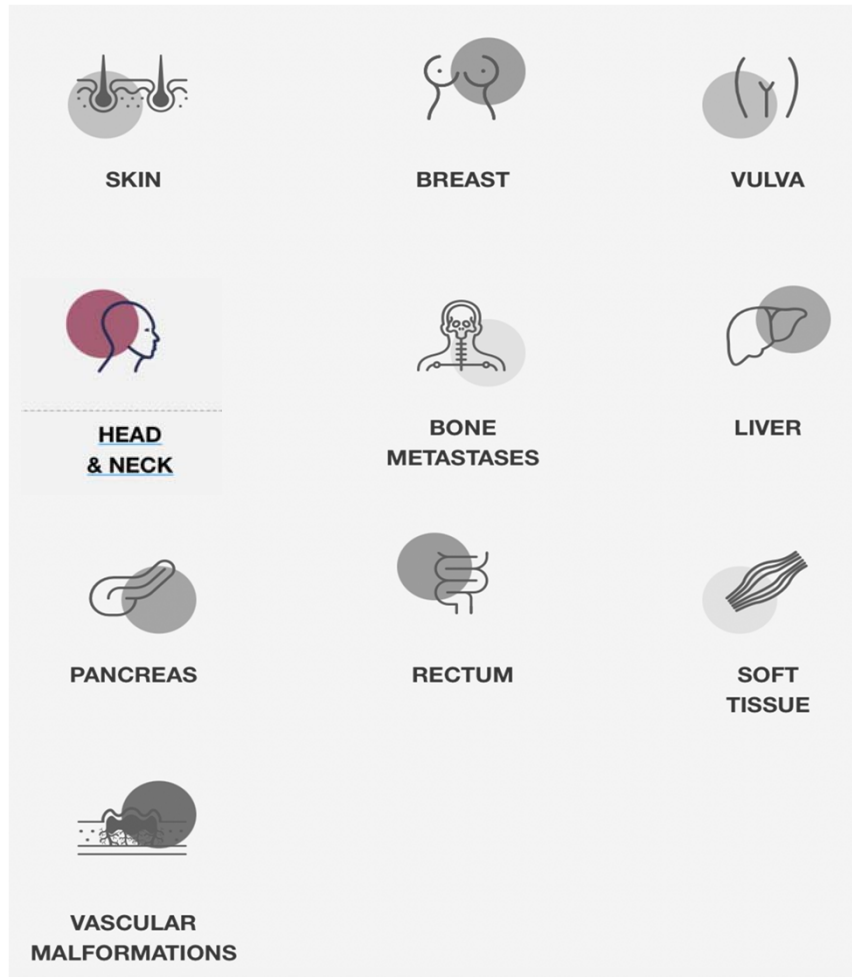 SKIN
BREAST
VULVA
HEAD
& NECK
BONE
METASTASES
LIVER
PANCREAS
RECTUM
SOFT
TISSUE
VASCULAR
MALFORMATIONS